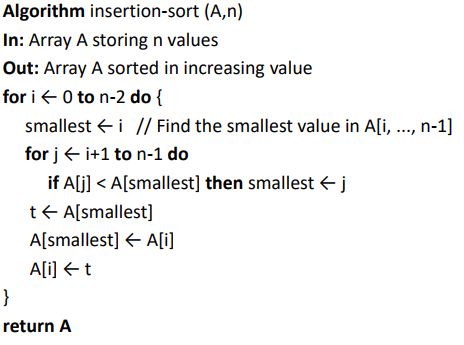 Algorithm insertion-sort (A,n)
In: Array A storing n values
Out: Array A sorted in increasing value
for i ← 0 to n-2 do {
smallest ← i // Find the smallest value in A[i, ..., n-1]
for j ← i+1 to n-1 do
if A[j] < A[smallest] then smallest ← j
t ← A[smallest]
A[smallest] ← A[i]
A[i] ← t
}
return A